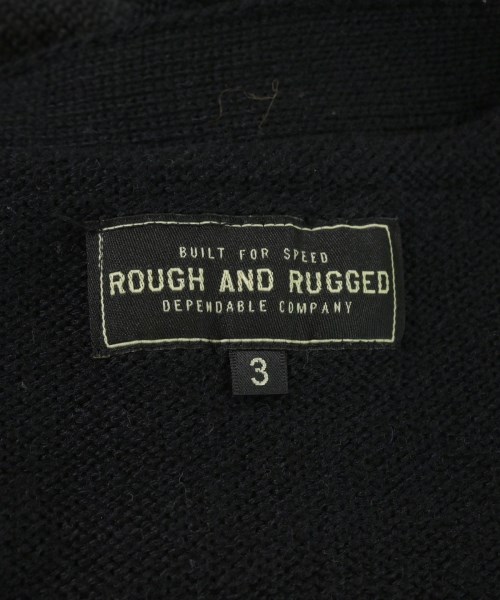 BUILT FOR SPEED
ROUGH AND RUGGED
DEPENDABLE COMPANY
3